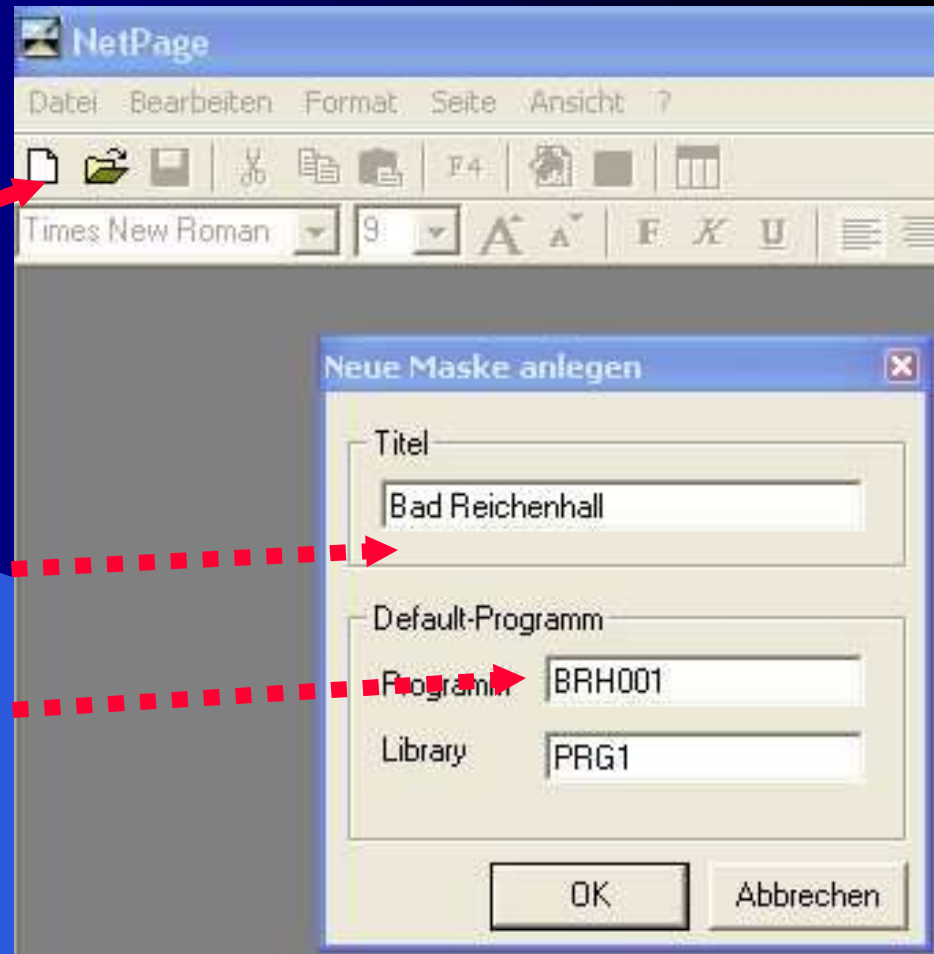 NetPage
Datei Bearbeiten Format Seite Ansicht ?
F4
Times New Roman 9 A A F K U
Neue Maske anlegen
Titel
Bad Reichenhall
Default-Programm
Programm BRH001
Library PRG1
OK Abbrechen